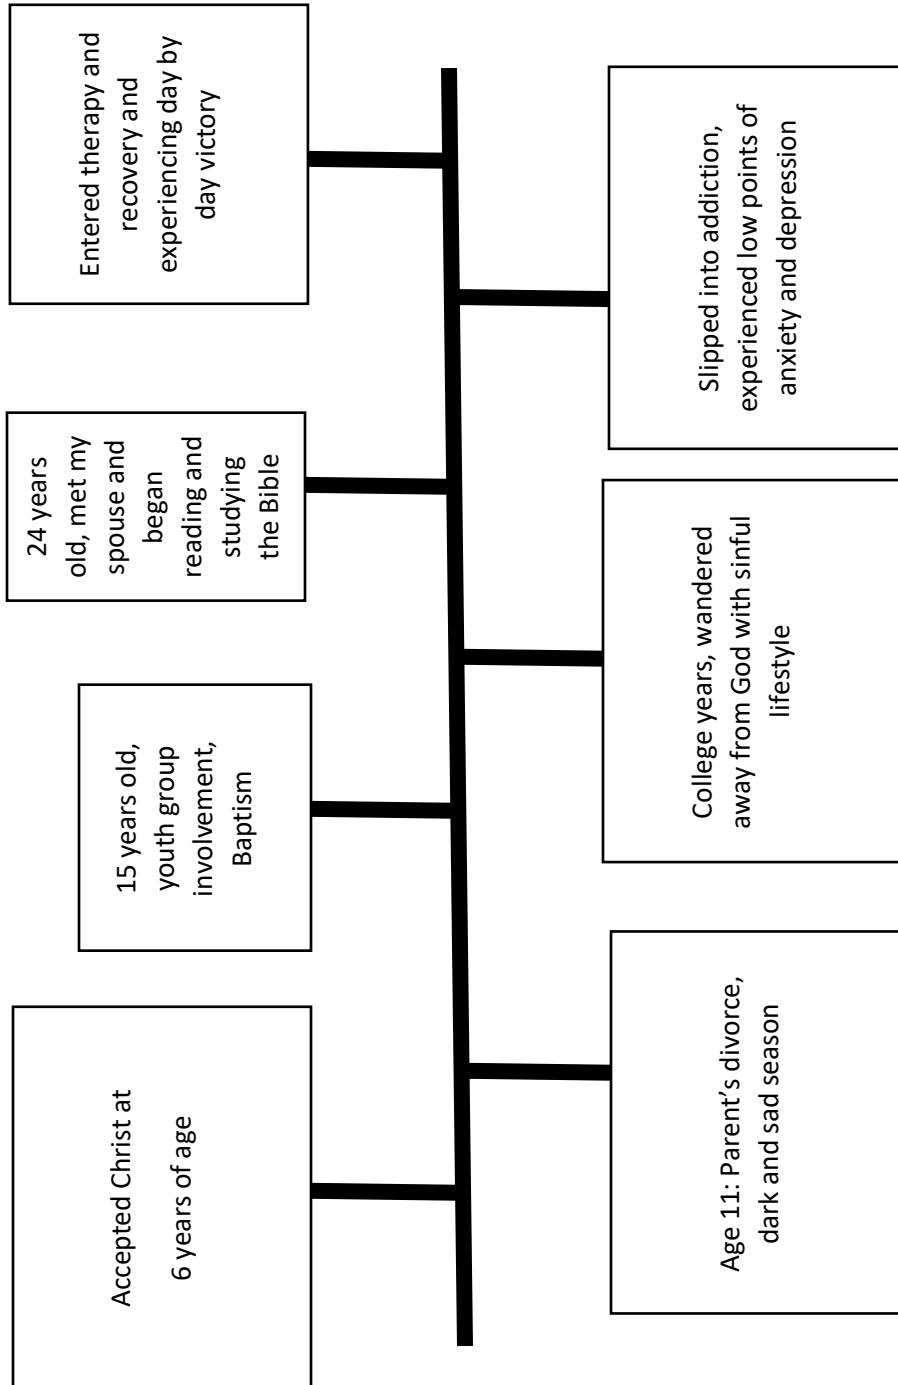 Accepted Christ at
6 years of age
15 years old,
youth group
involvement,
Baptism
24 years
old, met my
spouse and
began
reading and
studying
the Bible
Entered therapy and
recovery and
experiencing day by
day victory
Age 11: Parent’s divorce,
dark and sad season
College years, wandered
away from God with sinful
lifestyle
Slipped into addiction,
experienced low points of
anxiety and depression